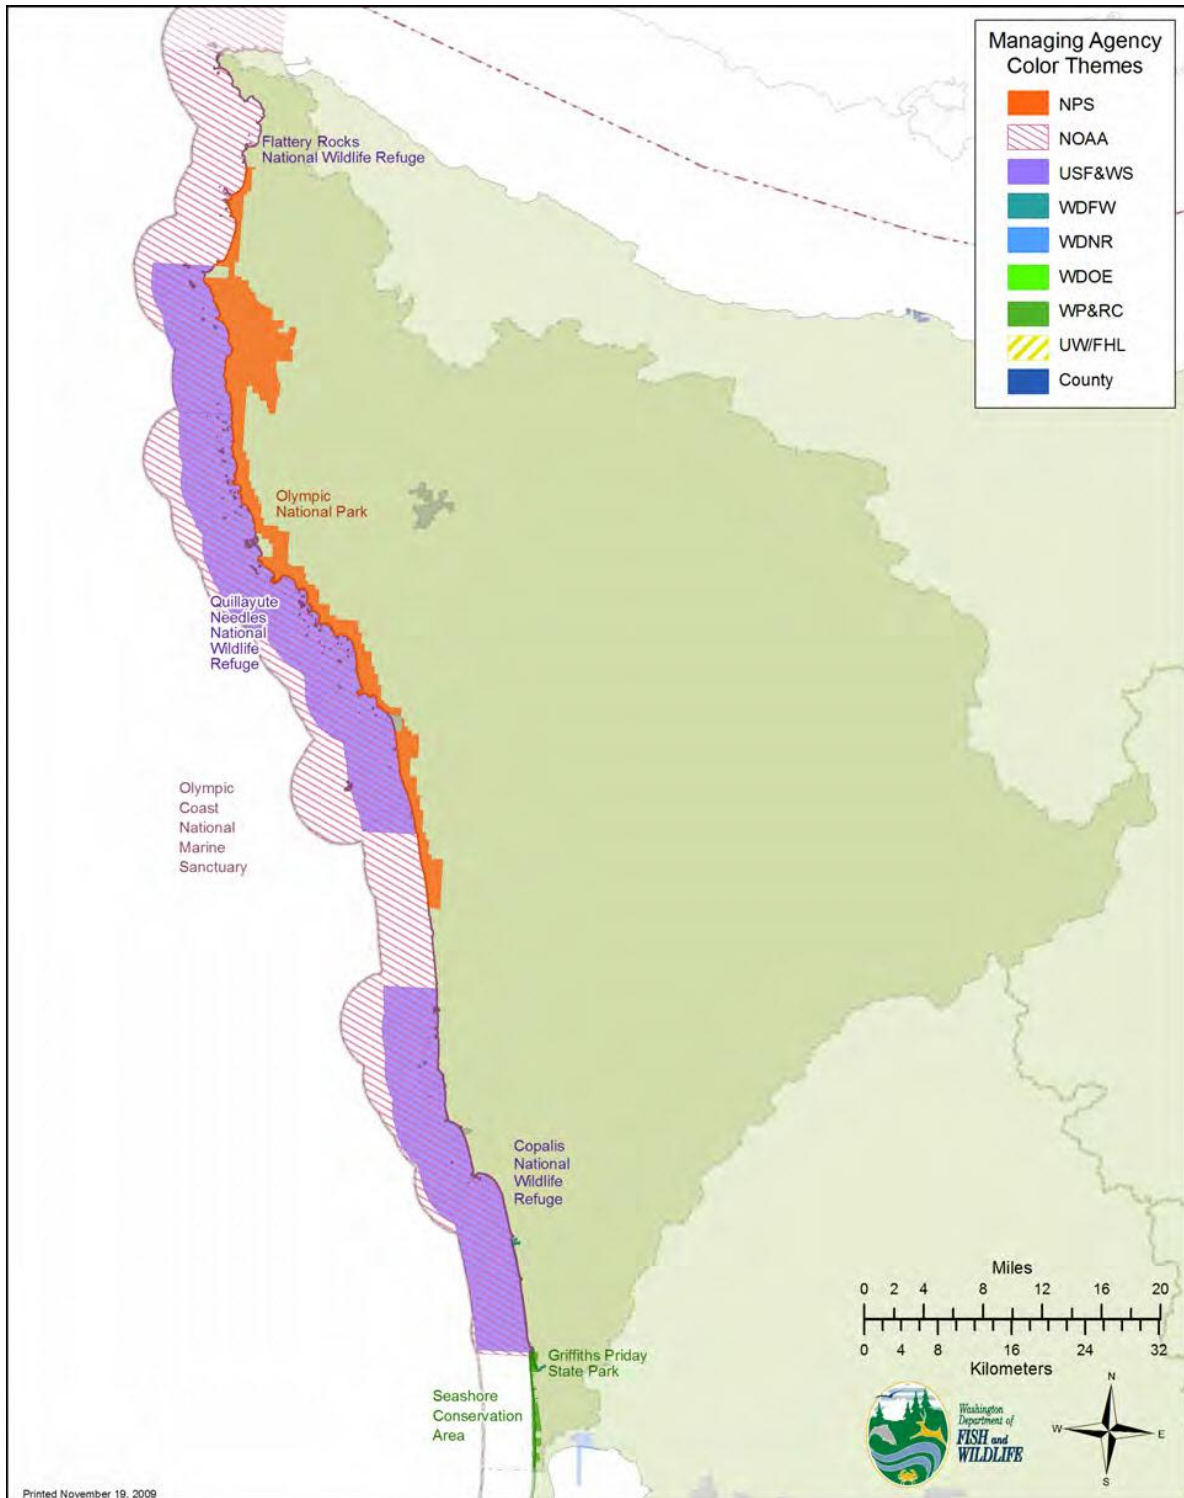 Managing Agency
Color Themes
NPS
NOAA
USF&WS
WDFW
WDNR
WDOE
WP&RC
UW/FHL
County
Flattery Rocks
National Wildlife Refuge
Olympic
National Park
Quillayute
Needles
National
Wildlife
Refuge
Olympic
Coast
National
Marine
Sanctuary
Copalis
National
Wildlife
Refuge
Griffiths Priday
State Park
Seashore
Conservation
Area
Miles
0 2 4 8 12 16 20
0 4 8 16 24 32
Kilometers
Washington
Department of
FISH and
WILDLIFE
N
W E
S
Printed November 19, 2009